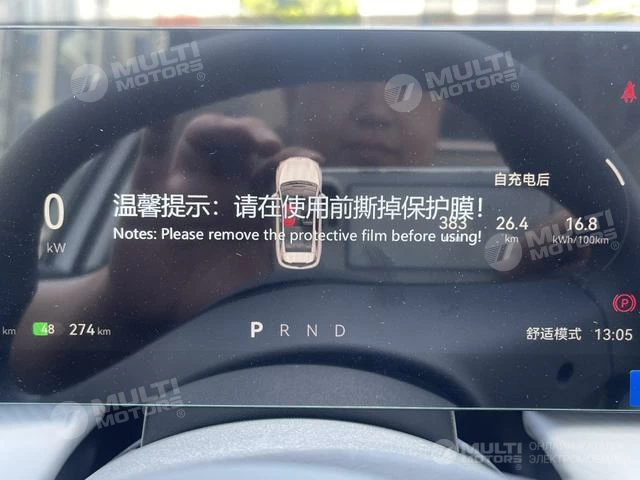 MULTI
MOTORS
MULTI
MOTORS
自充电后
0
kW
温馨提示：请在使用前撕掉保护膜！
383 26.4 16.8
km kWh/100km
Notes: Please remove the protective film before using!
MULTI
MOTORS
km 48 274 km
P R N D
舒适模式 13:05
MULTI
MOTORS
MULTI
MOTORS